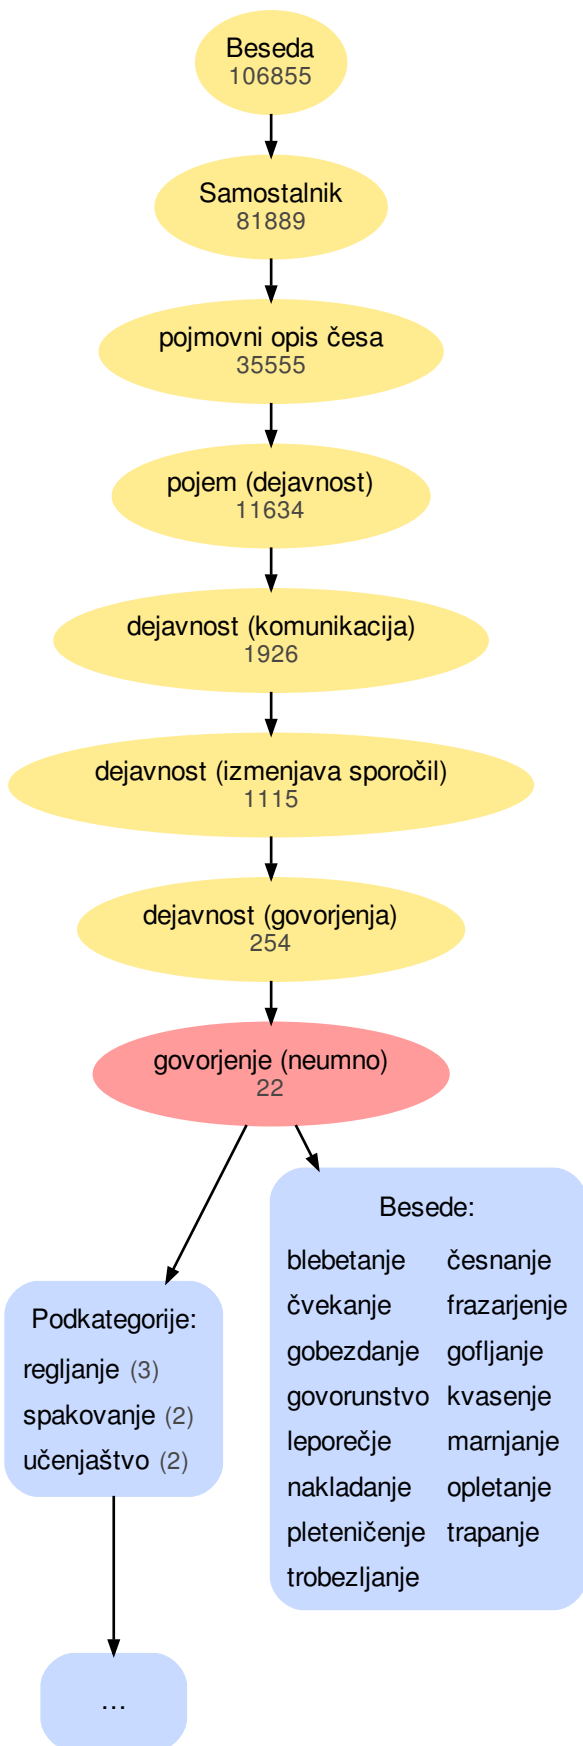 Beseda
106855
Samostalnik
81889
pojmovni opis česa
35555
pojem (dejavnost)
11634
dejavnost (komunikacija)
1926
dejavnost (izmenjava sporočil)
1115
dejavnost (govorjenja)
254
govorjenje (neumno)
22
Podkategorije:
regljanje (3)
spakovanje (2)
učenjaštvo (2)
...
Besede:
blebetanje česnanje
čvekanje frazarjenje
gobezdanje gofljanje
govorunstvo kvasenje
leporečje marnjanje
nakladanje opletanje
pleteničenje trapanje
trobezljanje